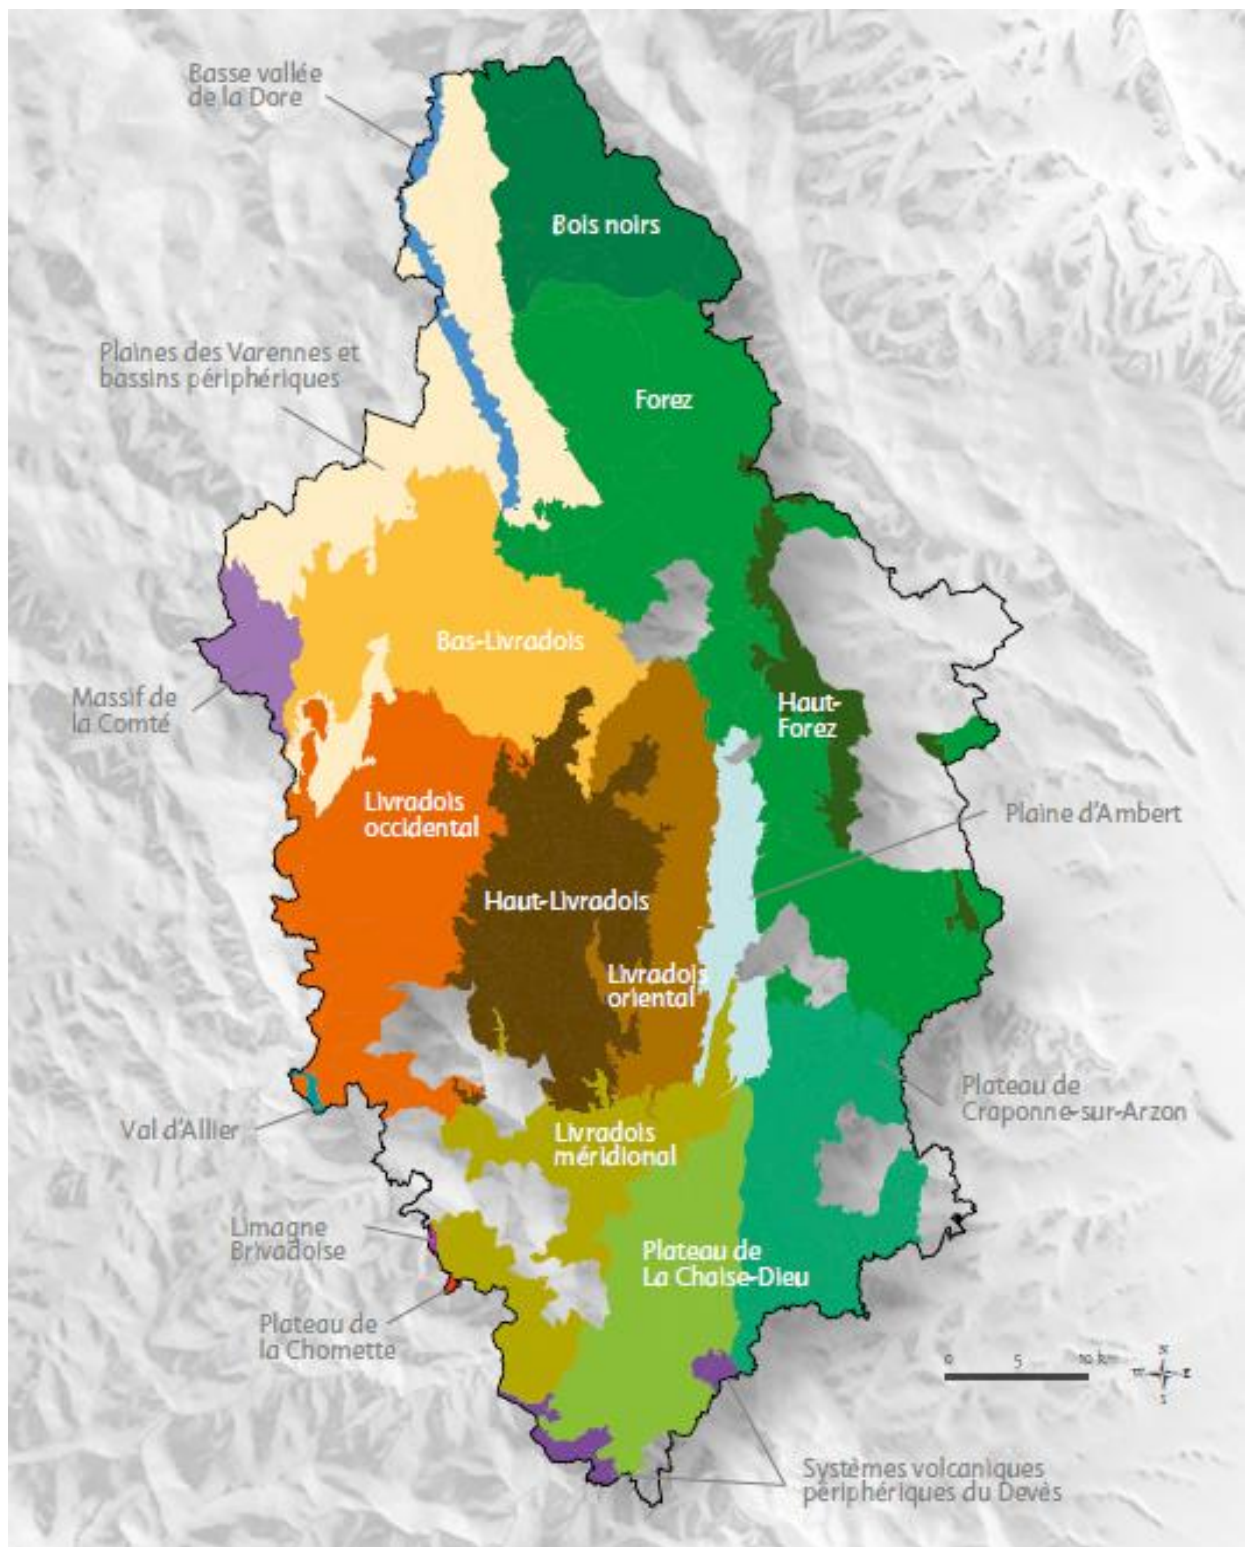 Basse vallée
de la Dore
Bois noirs
Plaines des Varennes et
bassins périphériques
Forez
Bas-Livradois
Massif de
la Comté
Haut-
Forez
Livradois
occidental
Plaine d'Ambert
Haut-Livradois
Livradois
oriental
Plateau de
Craponne-sur-Arzon
Val d'Allier
Livradois
méridional
Limagne
Brivadoise
Plateau de
La Chaise-Dieu
Plateau de
la Chomette
0 5 10 km
N
W E
S
Systèmes volcaniques
périphériques du Devès